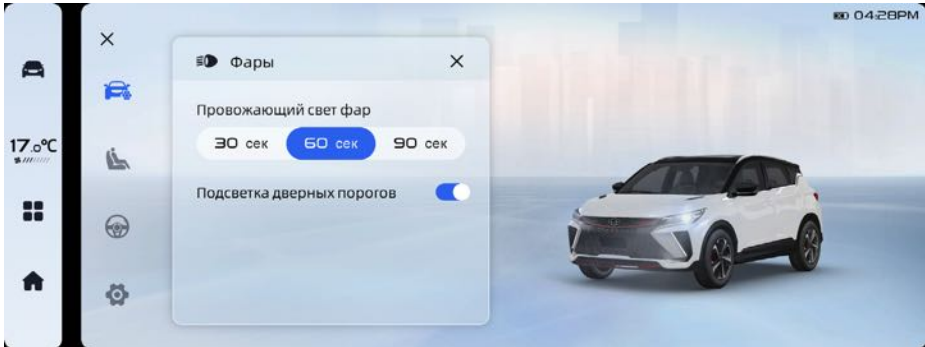 04:28PM
Фары
Провожающий свет фар
30 сек 60 сек 90 сек
17.0°C
Подсветка дверных порогов